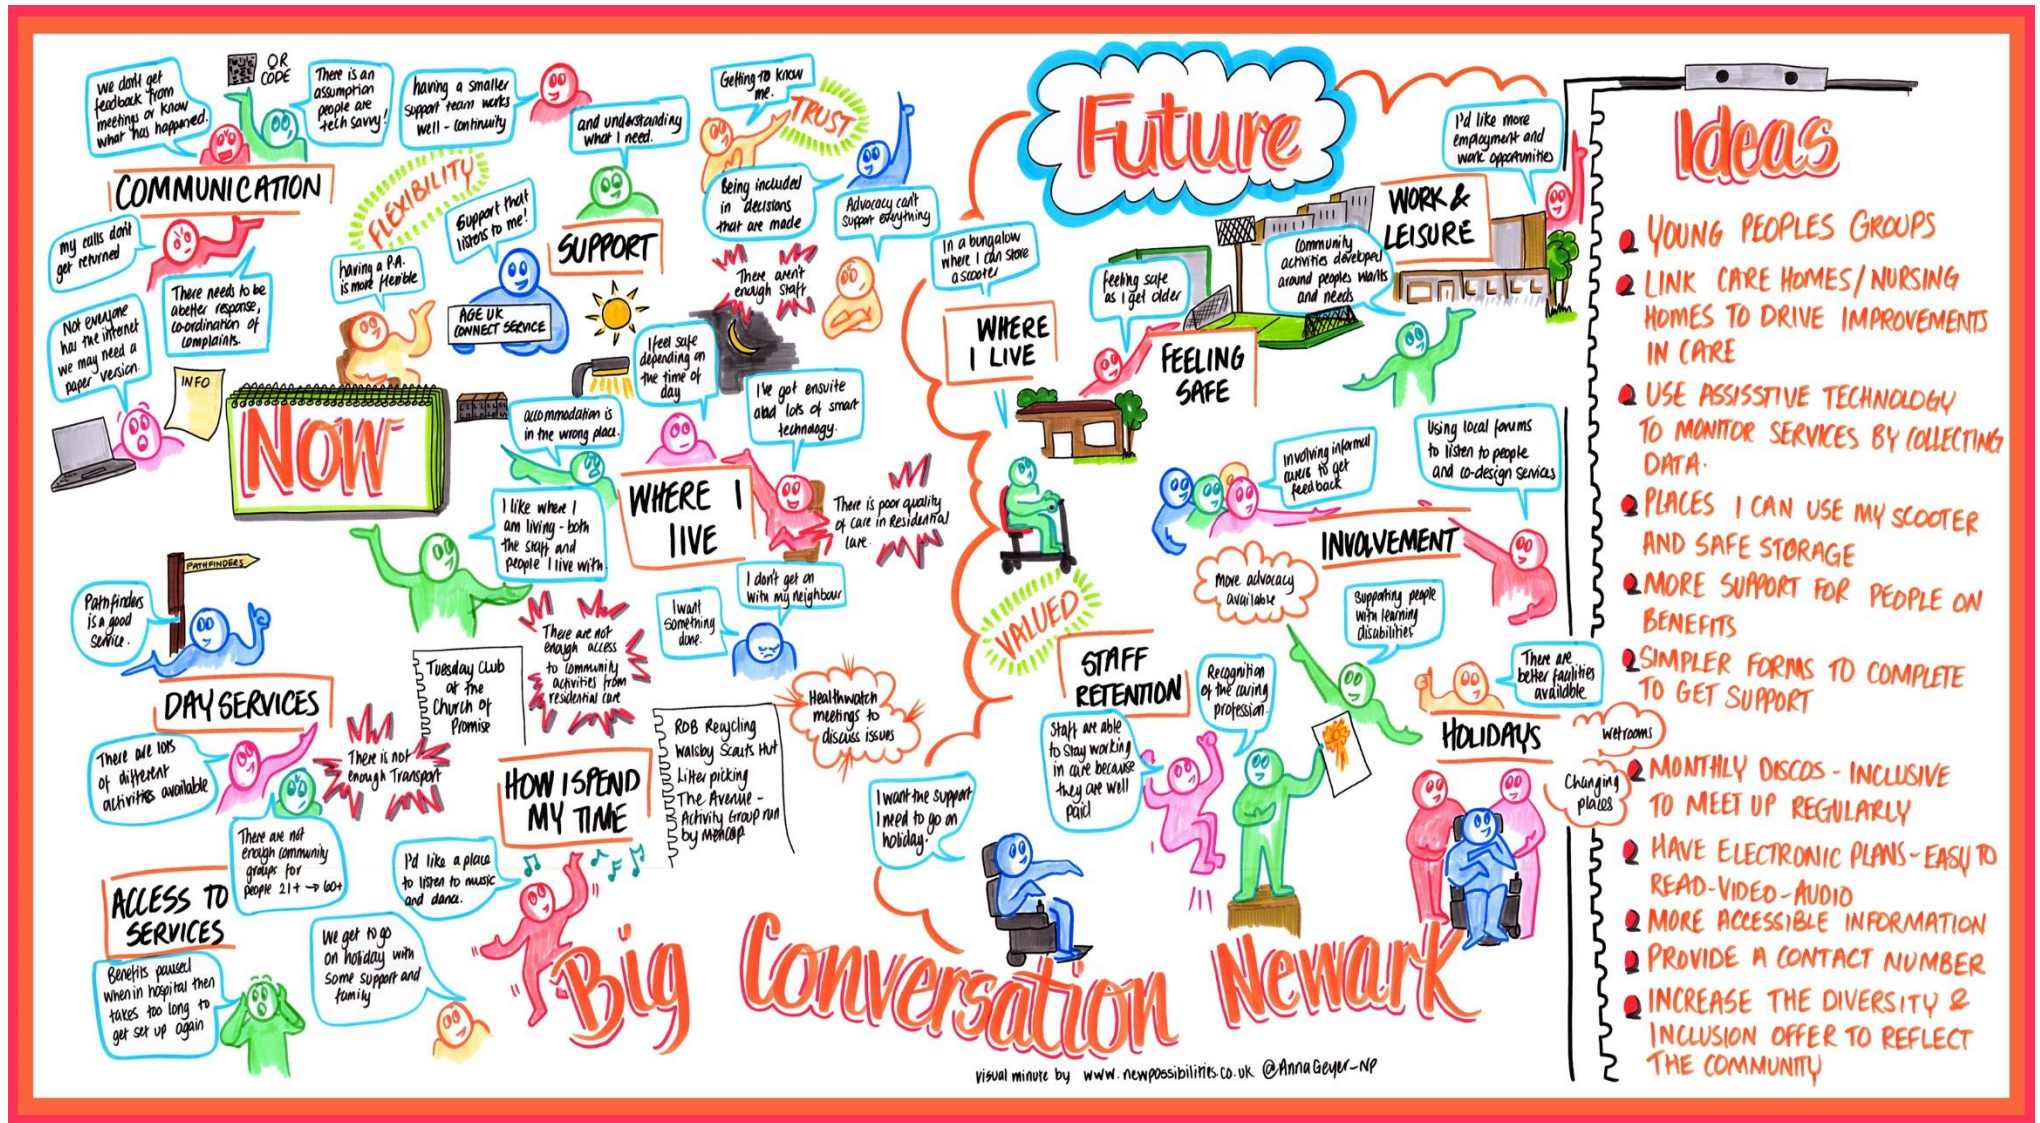 We don't get
feedback from
meetings or know
what has happened.
QR
CODE
There is an
assumption
people are
tech savvy!
COMMUNICATION
My calls don't
get returned
There needs to be
a better response,
co-ordination of
complaints.
Not everyone
has the internet
we may need a
paper version.
INFO
NOW
having a smaller
support team works
well - continuity
and understanding
what I need.
FLEXIBILITY
Support that
listens to me!
SUPPORT
having a P.A.
is more flexible
AGE UK
CONNECT SERVICE
Getting to know
me.
TRUST
Being included
in decisions
that are made
Advocacy can't
support everything
There aren't
enough staff
I feel safe
depending on
the time of
day
accommodation is
in the wrong place.
I've got ensuite
and lots of smart
technology.
WHERE I
LIVE
I like where I
am living - both
the staff and
people I live with.
There is poor quality
of care in Residential
Care.
I want
something
done.
I don't get on
with my neighbour
PATHFINDERS
Pathfinders
is a good
service.
DAY SERVICES
There are lots
of different
activities available
There is not
enough Transport
There are not
enough community
groups for
people 21+ → 60+
Tuesday Club
at the
Church of
Promise
There are not
enough access
to community
activities from
residential care
HOW I SPEND
MY TIME
RDB Recycling
Walsby Scouts Hut
Litter picking
The Avenue -
Activity Group run
by Mencap
Healthwatch
meetings to
discuss issues
I'd like a place
to listen to music
and dance.
ACCESS TO
SERVICES
Benefits paused
when in hospital then
takes too long to
get set up again
We get to go
on holiday with
some support and
family
Future
In a bungalow
where I can store
a scooter
WHERE
I LIVE
Feeling safe
as I get older
FEELING
SAFE
WORK &
LEISURE
I'd like more
employment and
work opportunities
Community
activities developed
around peoples wants
and needs
Involving informal
carers to get
feedback
Using local forums
to listen to people
and co-design services
INVOLVEMENT
More advocacy
available
Supporting people
with learning
disabilities
VALUED
STAFF
RETENTION
Recognition
of the caring
profession.
Staff are able
to stay working
in care because
they are well
paid
There are
better facilities
available
HOLIDAYS
Wetrooms
Changing
places
I want the support
I need to go on
holiday.
Big Conversation Newark
visual minute by www.newpossibilities.co.uk @AnnaGeyer_NP
Ideas
YOUNG PEOPLES GROUPS
LINK CARE HOMES/NURSING
HOMES TO DRIVE IMPROVEMENTS
IN CARE
USE ASSISSTIVE TECHNOLOGY
TO MONITOR SERVICES BY COLLECTING
DATA.
PLACES I CAN USE MY SCOOTER
AND SAFE STORAGE
MORE SUPPORT FOR PEOPLE ON
BENEFITS
SIMPLER FORMS TO COMPLETE
TO GET SUPPORT
MONTHLY DISCOS - INCLUSIVE
TO MEET UP REGULARLY
HAVE ELECTRONIC PLANS - EASY TO
READ-VIDEO-AUDIO
MORE ACCESSIBLE INFORMATION
PROVIDE A CONTACT NUMBER
INCREASE THE DIVERSITY &
INCLUSION OFFER TO REFLECT
THE COMMUNITY